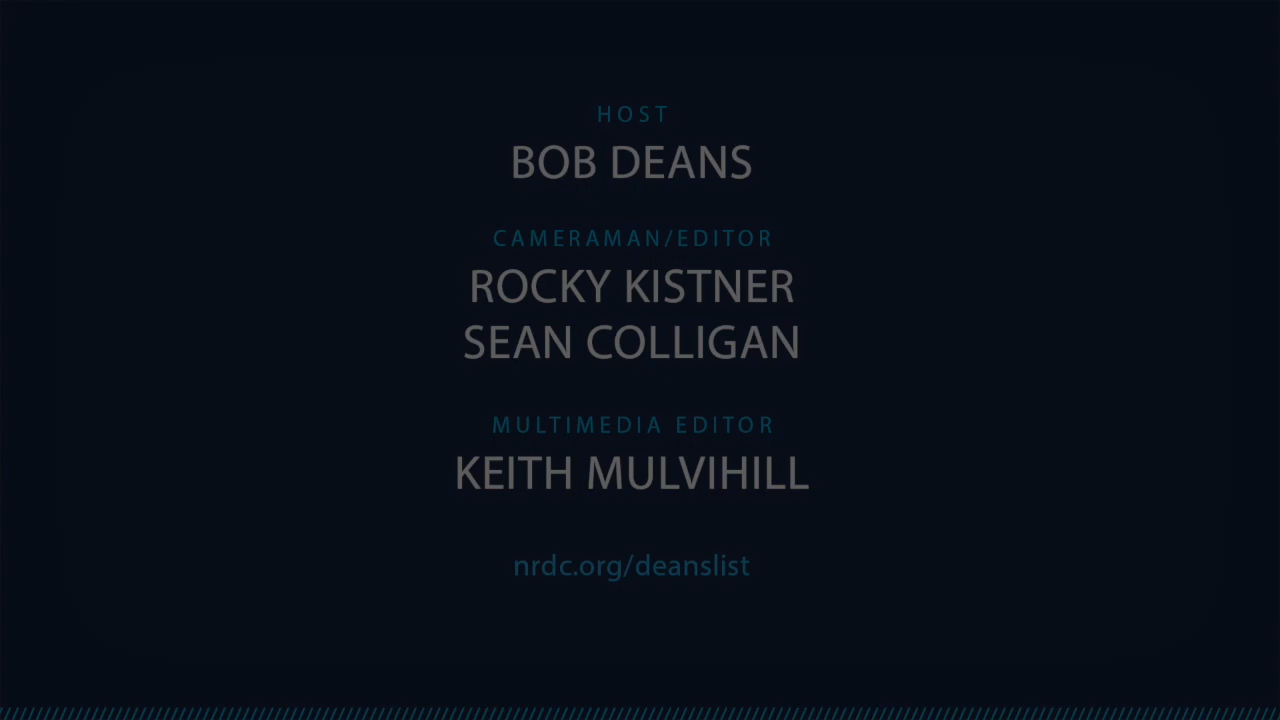 HOST
BOB DEANS
CAMERAMAN/EDITOR
ROCKY KISTNER
SEAN COLLIGAN
MULTIMEDIA EDITOR
KEITH MULVIHILL
nrdc.org/deanslist